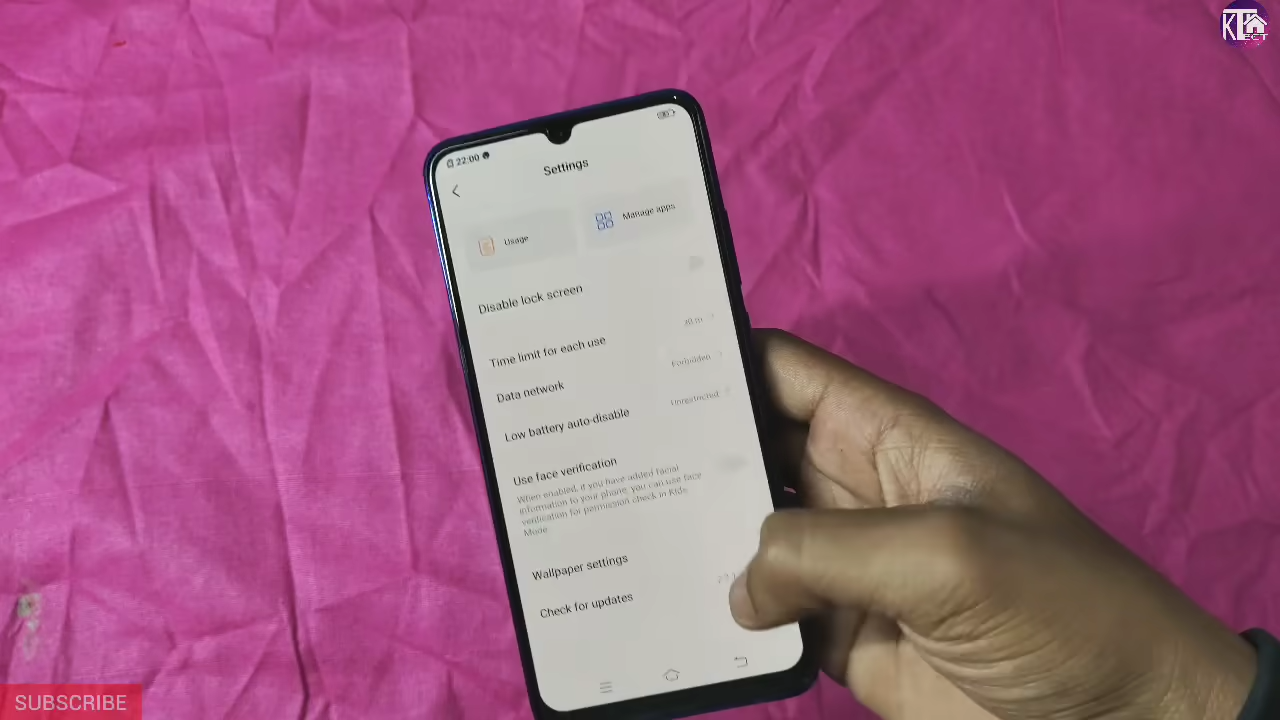 22:00
Settings
Usage
Manage apps
Disable lock screen
Time limit for each use
Data network
Forbidden
Low battery auto-disable
Unrestricted
Use face verification
When enabled, if you have added facial
information to your phone, you can use face
verification for permission check in Kids
Mode.
Wallpaper settings
Check for updates
SUBSCRIBE